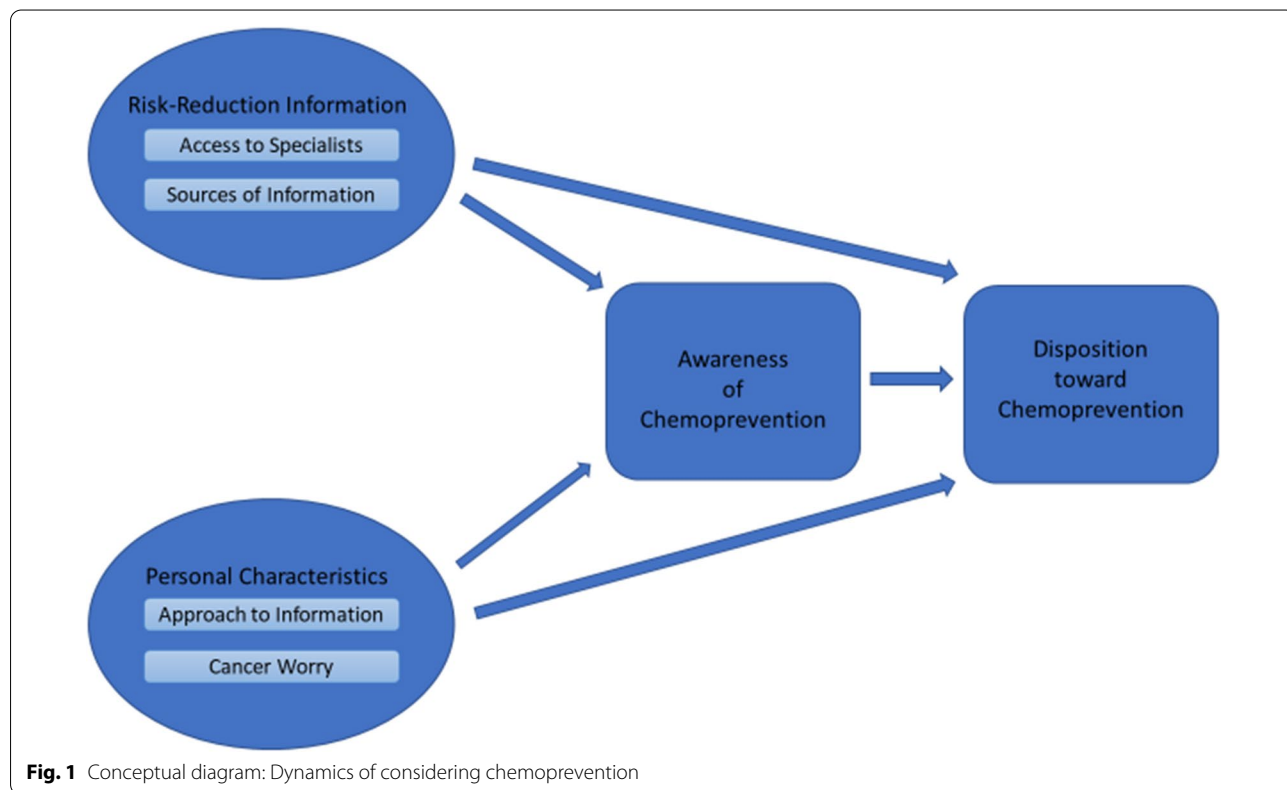 Risk-Reduction Information
Access to Specialists
Sources of Information
Awareness
of
Chemoprevention
Disposition
toward
Chemoprevention
Personal Characteristics
Approach to Information
Cancer Worry
Fig. 1 Conceptual diagram: Dynamics of considering chemoprevention